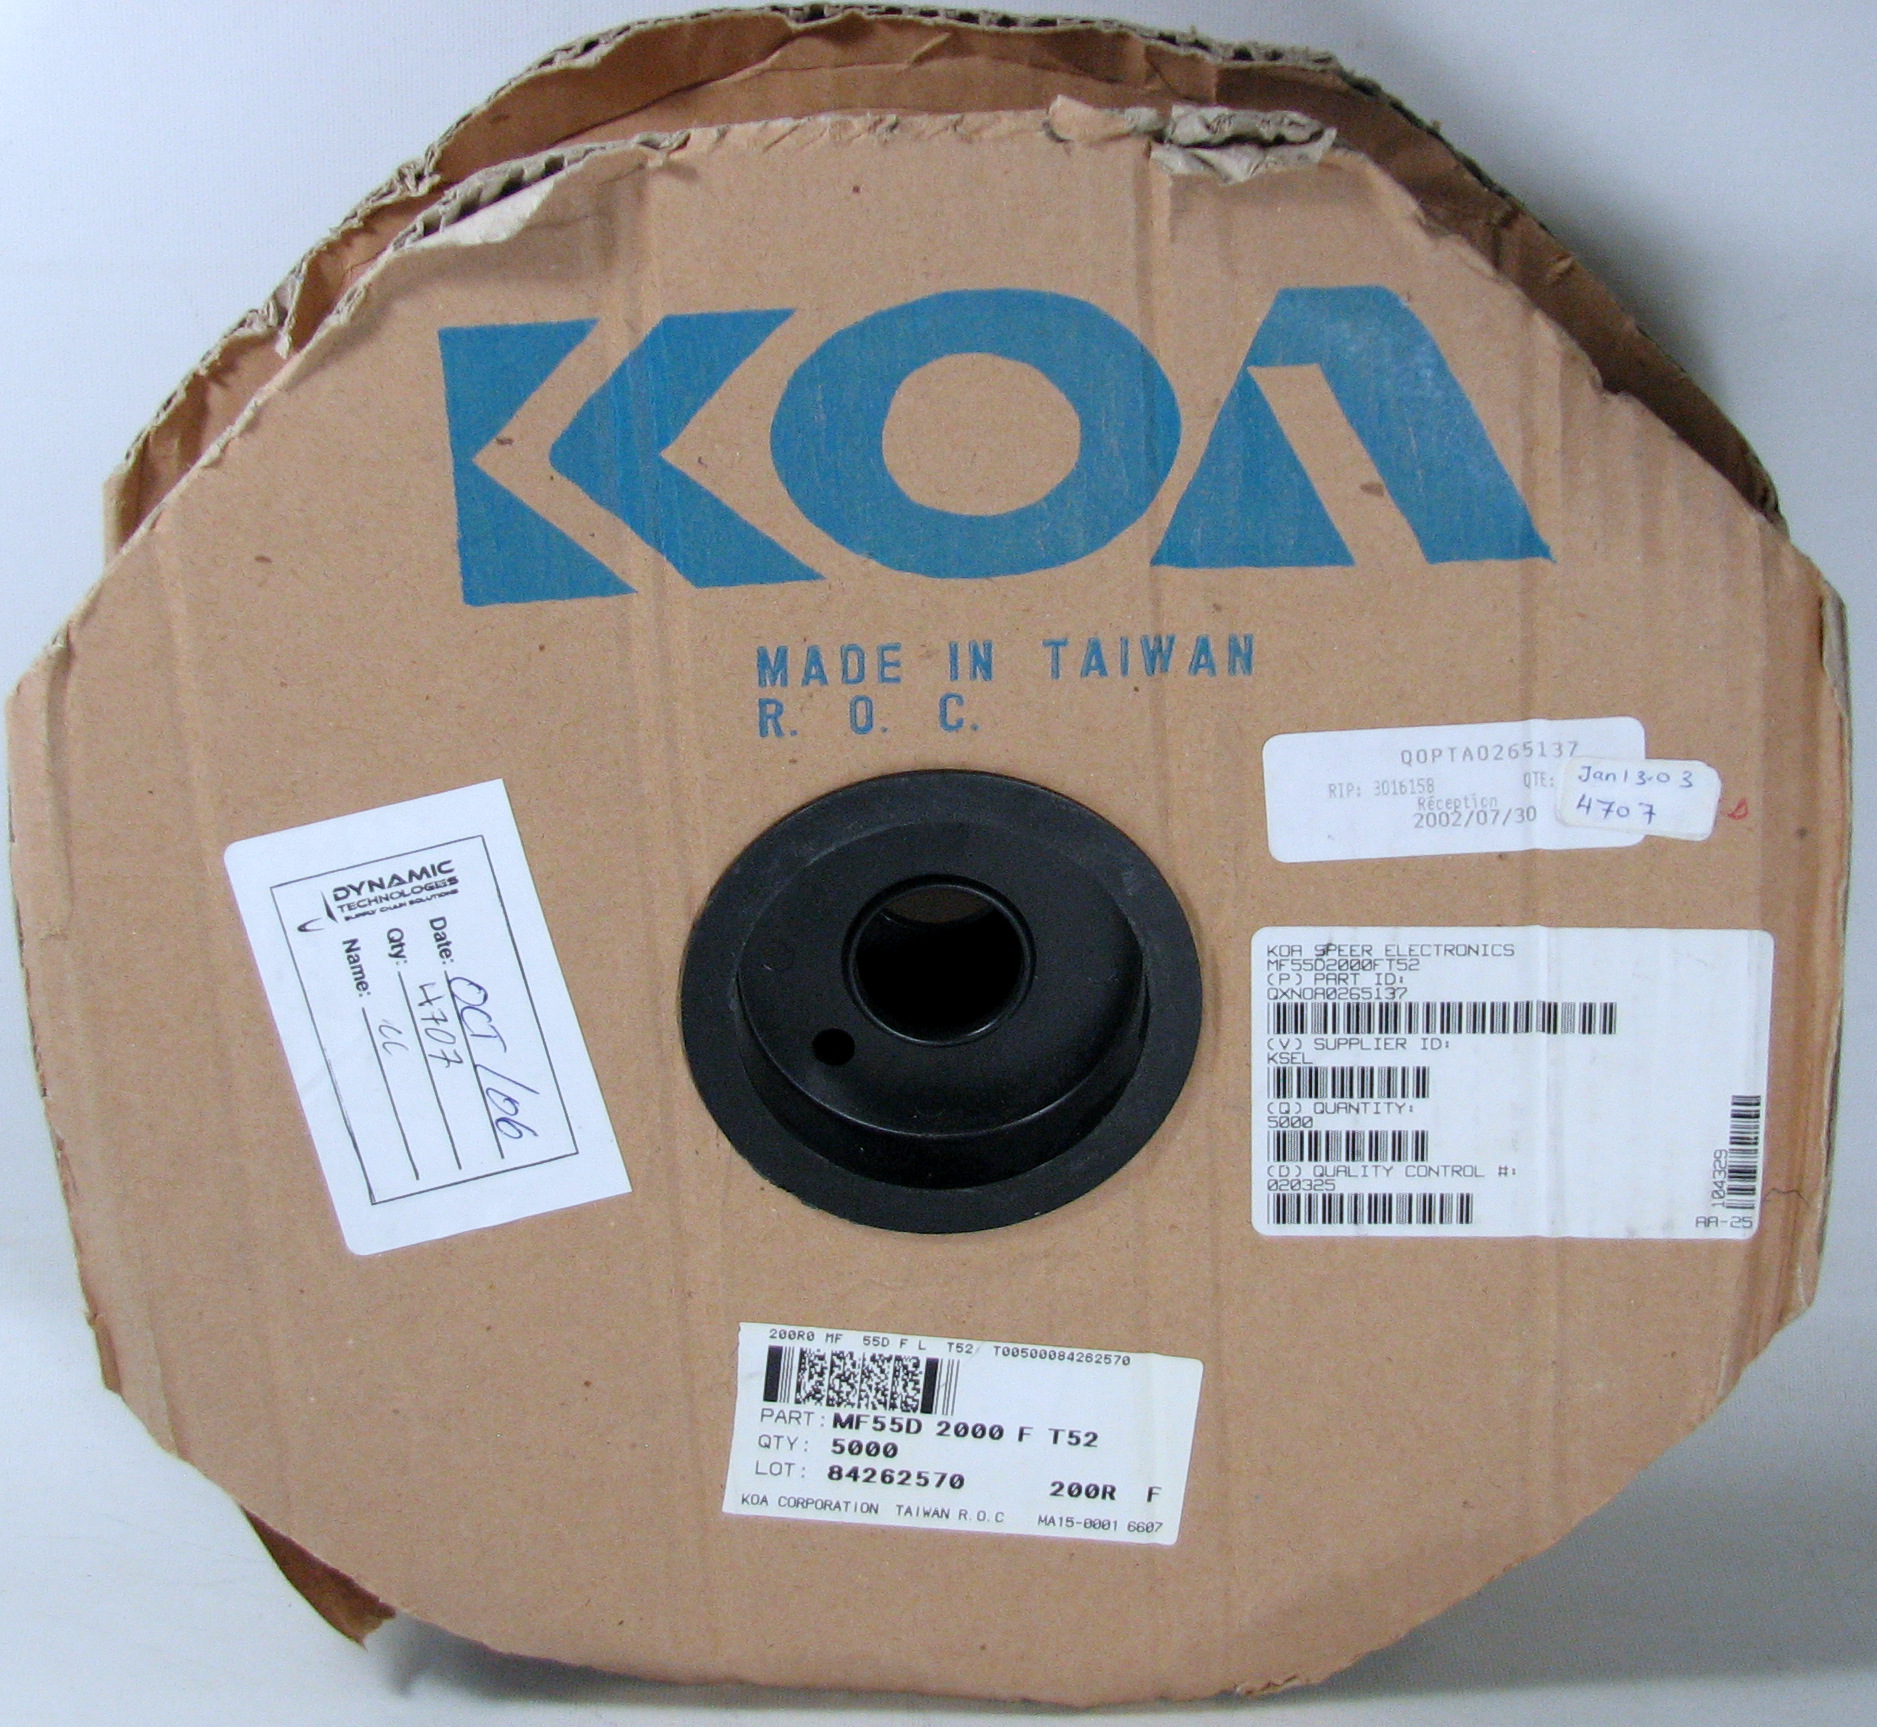 KOA
MADE IN TAIWAN
R. O. C.
QOPTA0265137
RIP: 3016158 QTE:
Réception
2002/07/30
Jan 13-03
4707
DYNAMIC
TECHNOLOGIES
SUPPLY CHAIN SOLUTIONS
Date: OCT/06
Qty: 4707
Name:
KOA SPEER ELECTRONICS
MF55D2000FT52
(P) PART ID:
QXNOA0265137
(V) SUPPLIER ID:
KSEL
(Q) QUANTITY:
5000
(D) QUALITY CONTROL #:
020325
104329
AA-25
200R0 MF 55D F L T52 T00500084262570
PART: MF55D 2000 F T52
QTY: 5000
LOT: 84262570 200R F
KOA CORPORATION TAIWAN R.O.C MA15-0001 6607